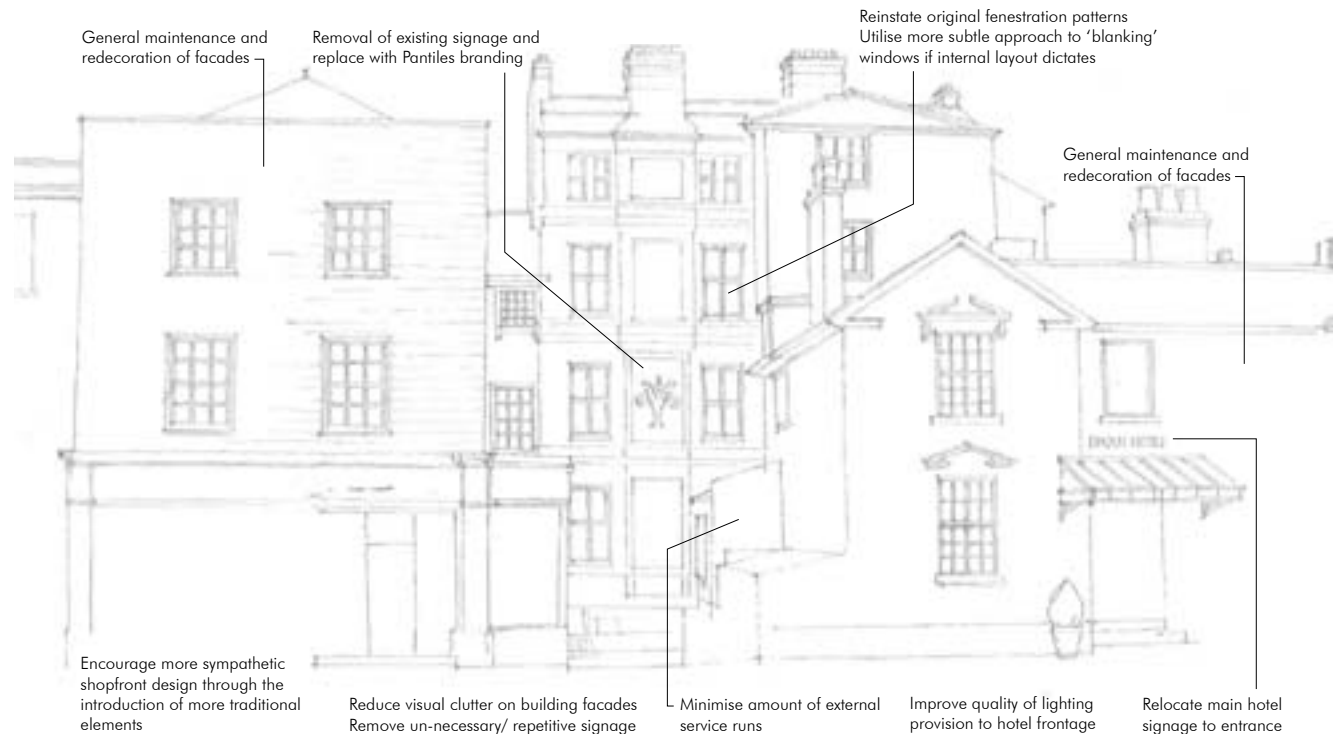 General maintenance and
redecoration of facades
Removal of existing signage and
replace with Pantiles branding
Reinstate original fenestration patterns
Utilise more subtle approach to ‘blanking’
windows if internal layout dictates
General maintenance and
redecoration of facades
Encourage more sympathetic
shopfront design through the
introduction of more traditional
elements
Reduce visual clutter on building facades
Remove un-necessary/ repetitive signage
Minimise amount of external
service runs
Improve quality of lighting
provision to hotel frontage
Relocate main hotel
signage to entrance